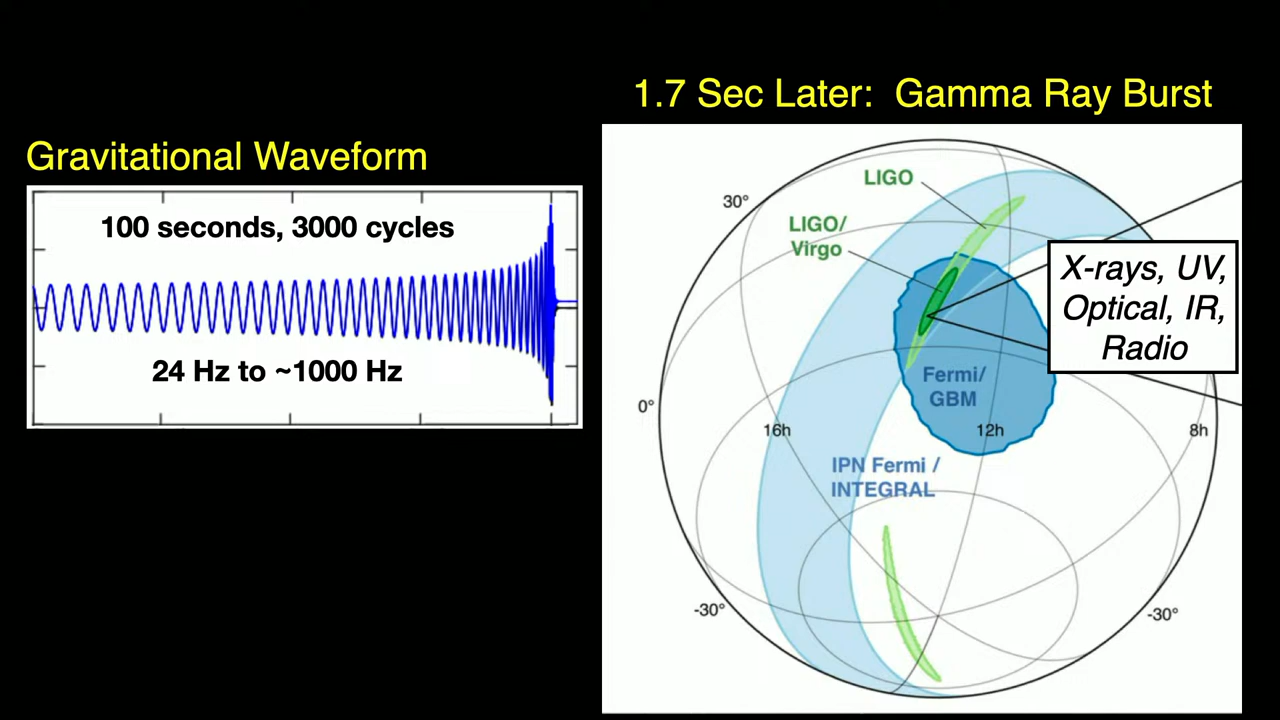 1.7 Sec Later:  Gamma Ray Burst
Gravitational Waveform
100 seconds, 3000 cycles
24 Hz to ~1000 Hz
LIGO
30°
LIGO/
Virgo
X-rays, UV,
Optical, IR,
Radio
Fermi/
GBM
0°
16h
12h
8h
IPN Fermi /
INTEGRAL
-30°
-30°